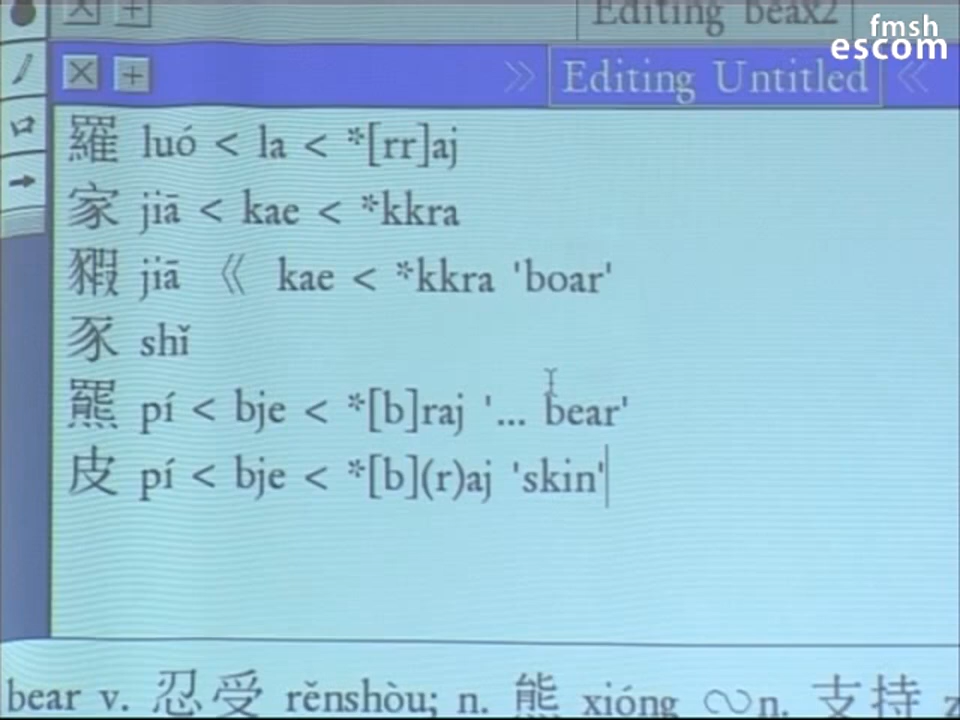 Editing beax2
fmsh
escom
Editing Untitled
羅 luó < la < *[rr]aj
家 jiā < kae < *kkra
豭 jiā 《 kae < *kkra 'boar'
豕 shǐ
羆 pí < bje < *[b]raj '... bear'
皮 pí < bje < *[b](r)aj 'skin'
bear v. 忍受 rěnshòu; n. 熊 xióng ∾n. 支持 z